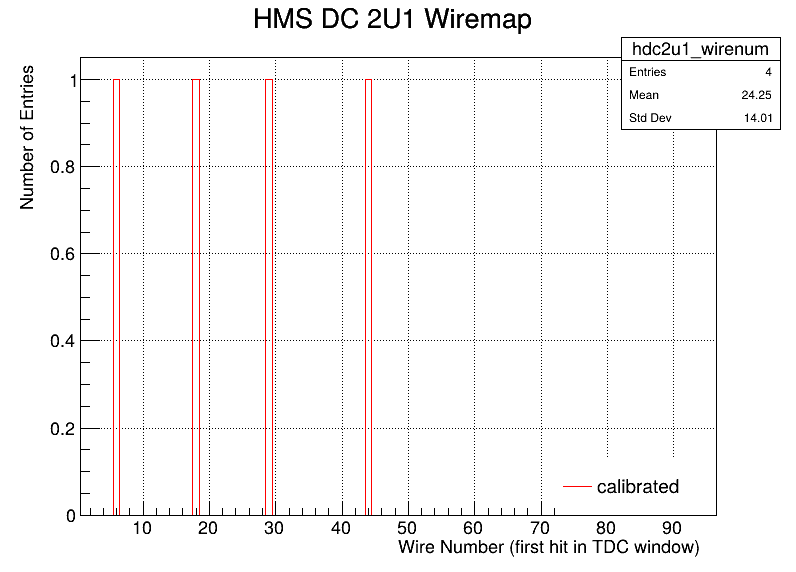 HMS DC 2U1 Wiremap
hdc2u1_wirenum
Entries 4
Mean 24.25
Std Dev 14.01
Number of Entries
1
0.8
0.6
0.4
0.2
0
calibrated
10 20 30 40 50 60 70 80 90
Wire Number (first hit in TDC window)